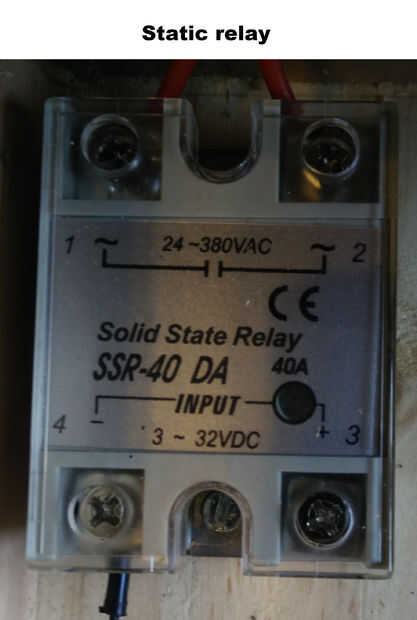 Static relay
1 ~ 24 ~380VAC ~ 2
CE
Solid State Relay
SSR-40 DA 40A
INPUT
4 - 3 ~ 32VDC + 3